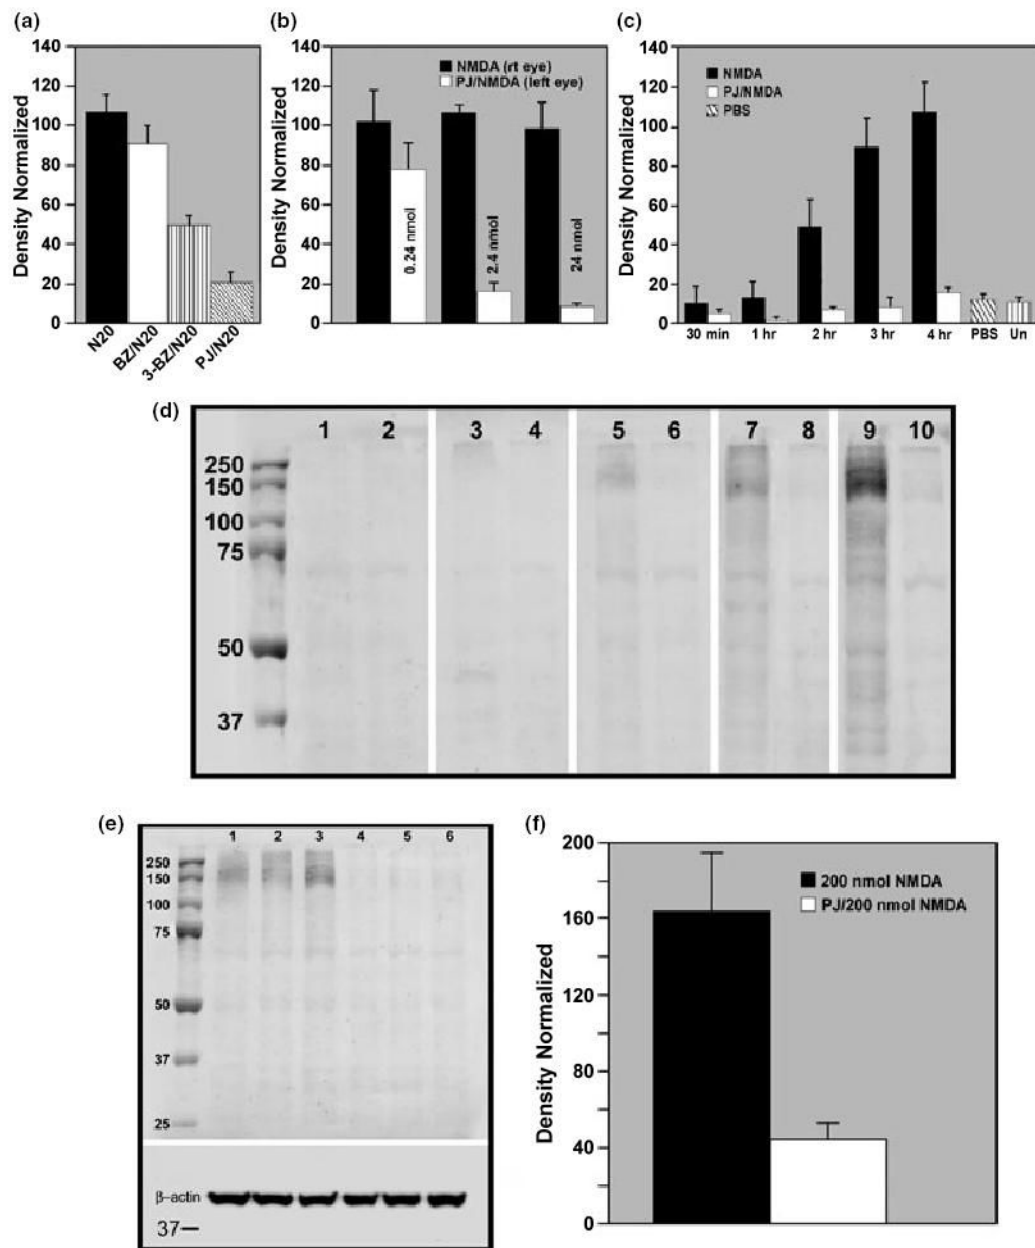 (a)
140
120
100
80
60
40
20
0
Density Normalized
N20
BZ/N20
3-BZ/N20
PJ/N20
(b)
140
120
100
80
60
40
20
0
Density Normalized
NMDA (rt eye)
PJ/NMDA (left eye)
0.24 nmol
2.4 nmol
24 nmol
(c)
140
120
100
80
60
40
20
0
Density Normalized
NMDA
PJ/NMDA
PBS
30 min 1 hr 2 hr 3 hr 4 hr PBS Un
(d)
1 2 3 4 5 6 7 8 9 10
250
150
100
75
50
37
(e)
1 2 3 4 5 6
250
150
100
75
50
37
25
β-actin
37
(f)
200
160
120
80
40
0
Density Normalized
200 nmol NMDA
PJ/200 nmol NMDA